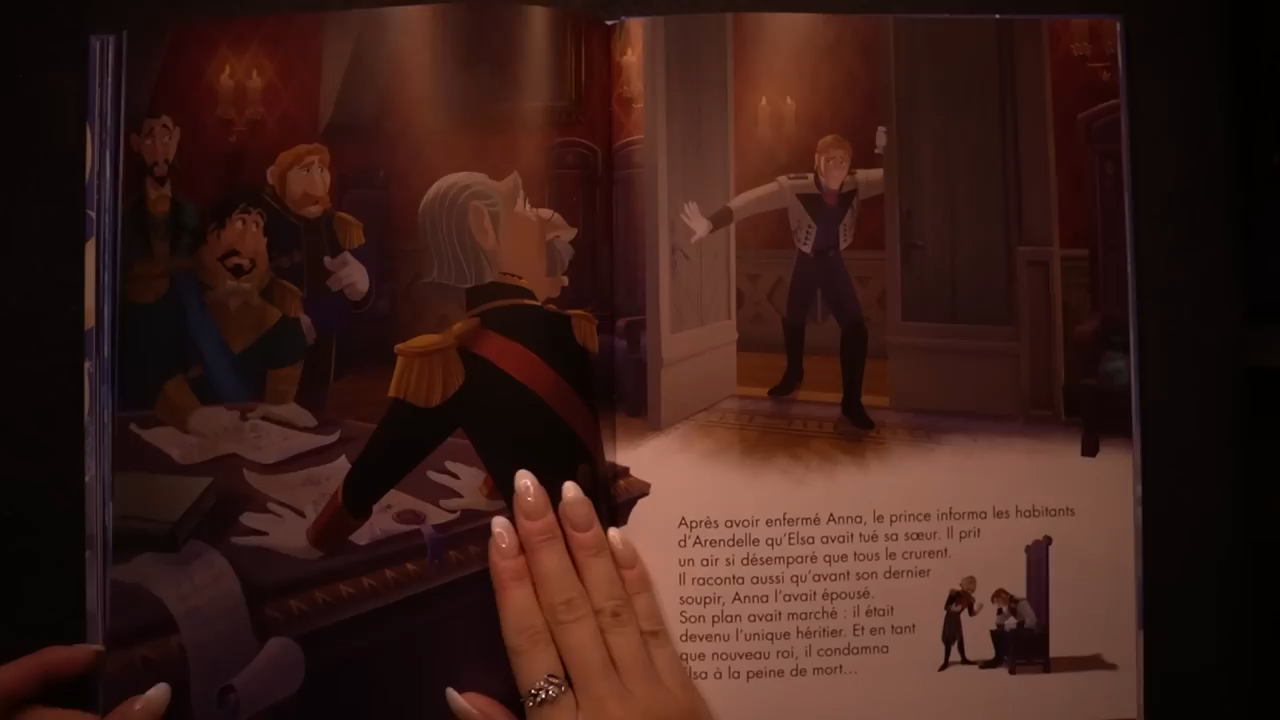 Après avoir enfermé Anna, le prince informa les habitants
d'Arendelle qu'Elsa avait tué sa sœur. Il prit
un air si désemparé que tous le crurent.
Il raconta aussi qu'avant son dernier
soupir, Anna l'avait épousé.
Son plan avait marché : il était
devenu l'unique héritier. Et en tant
que nouveau roi, il condamna
Elsa à la peine de mort...